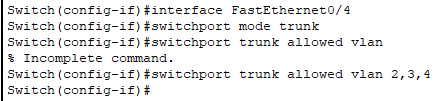 Switch(config-if)#interface FastEthernet0/4
Switch(config-if)#switchport mode trunk
Switch(config-if)#switchport trunk allowed vlan
% Incomplete command.
Switch(config-if)#switchport trunk allowed vlan 2,3,4
Switch(config-if)#